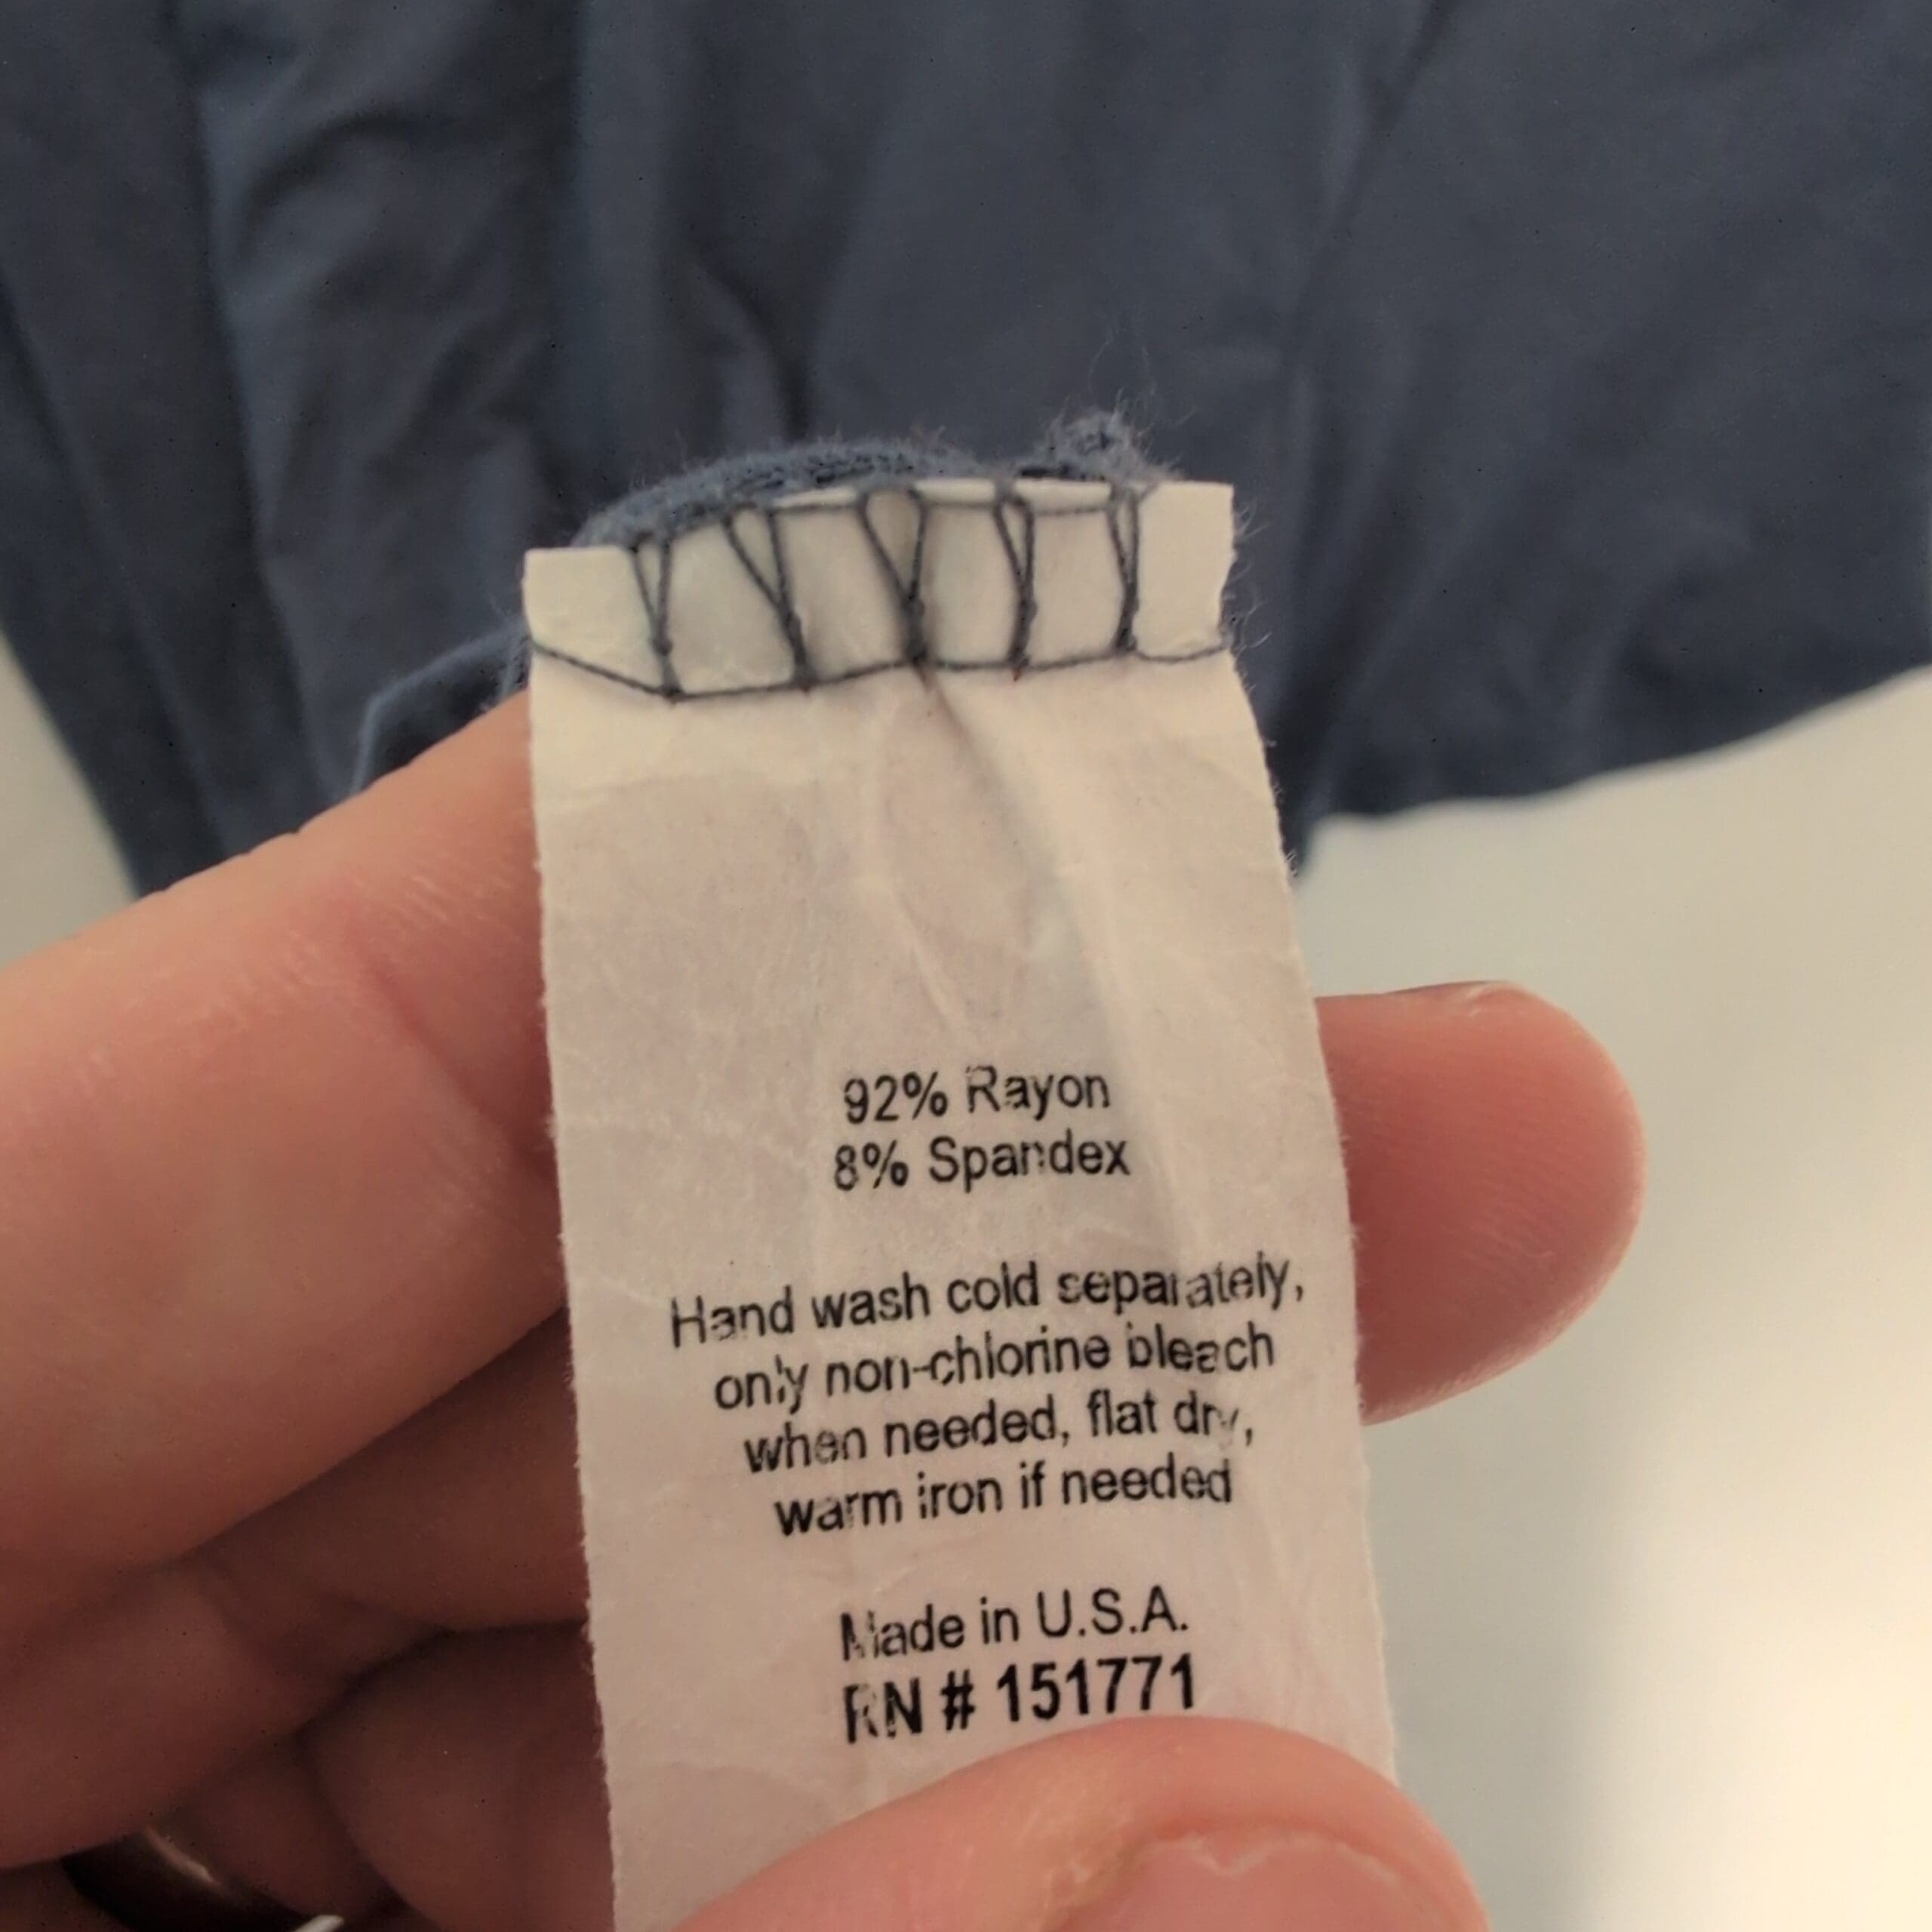 92% Rayon
8% Spandex
Hand wash cold separately,
only non-chlorine bleach
when needed, flat dry,
warm iron if needed
Made in U.S.A.
RN # 151771